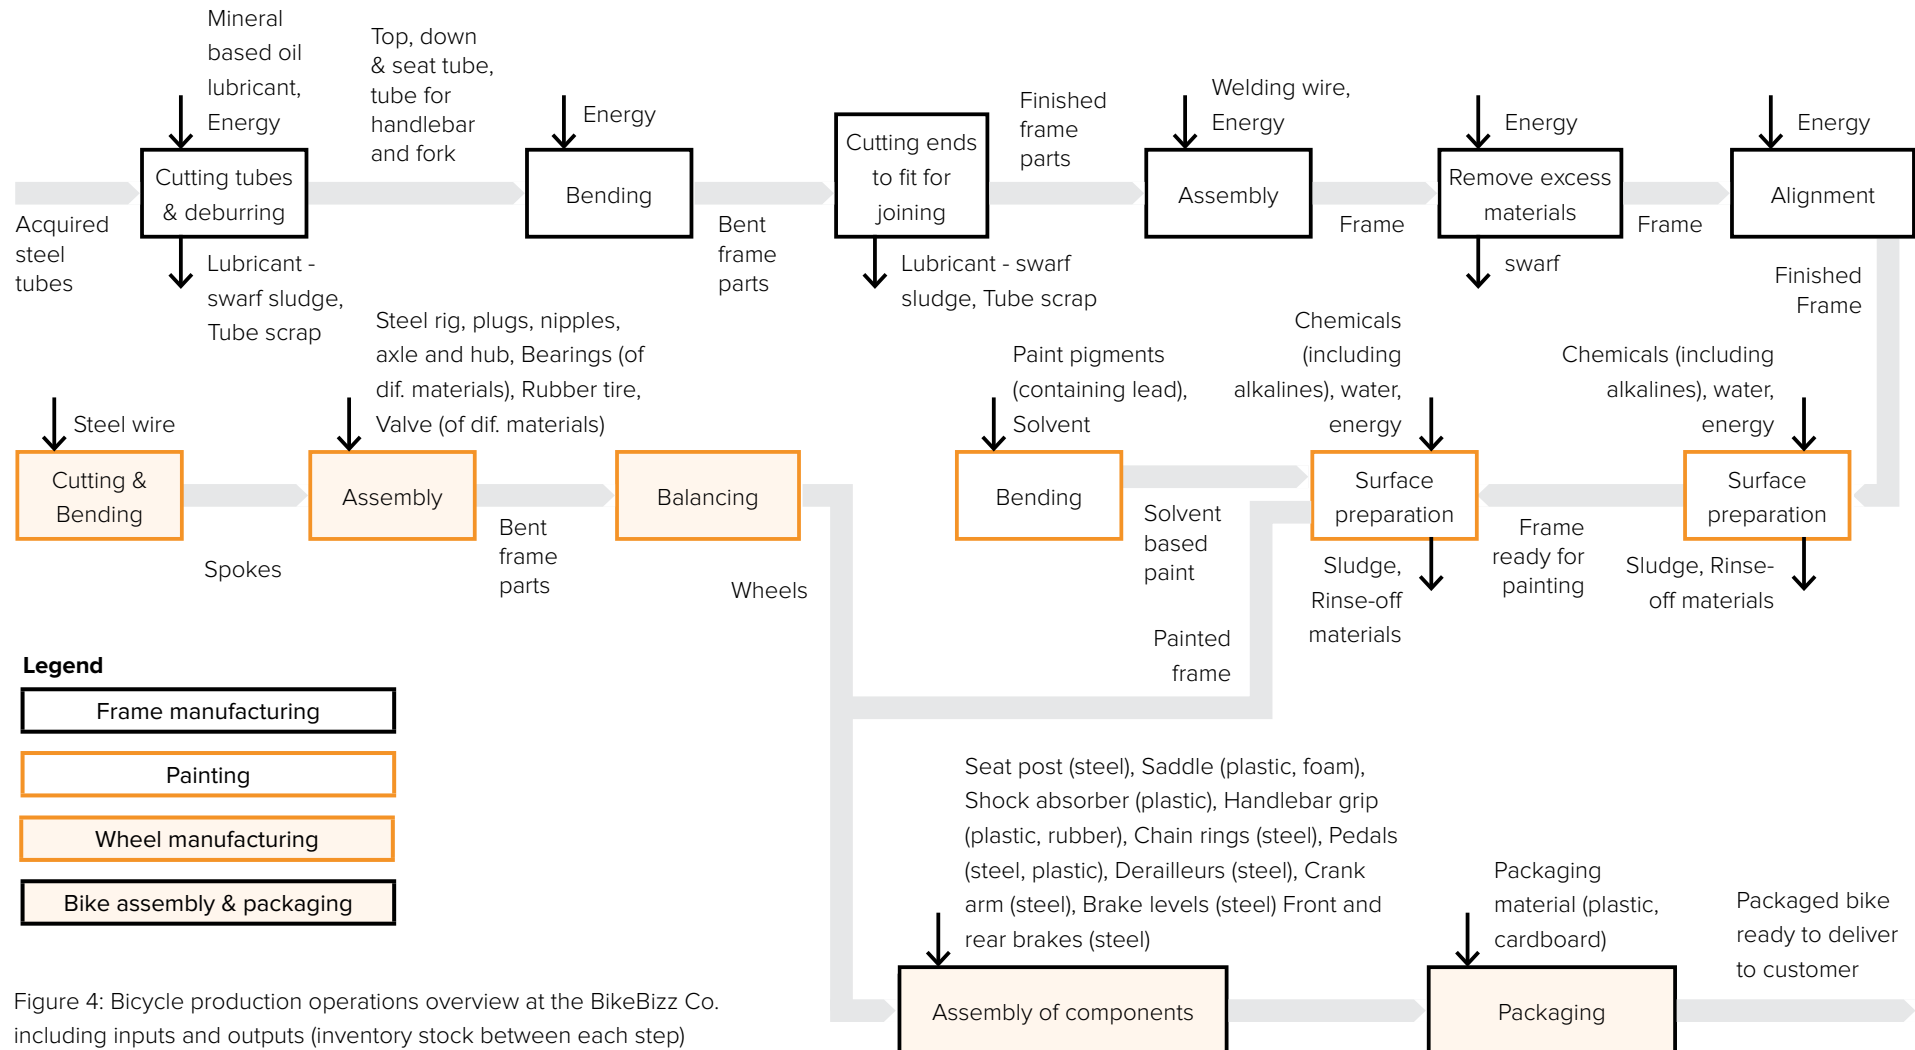 Mineral
based oil
lubricant,
Energy
Top, down
& seat tube,
tube for
handlebar
and fork
Energy
Finished
frame
parts
Welding wire,
Energy
Energy
Energy
Cutting tubes
& deburring
Bending
Cutting ends
to fit for
joining
Assembly
Remove excess
materials
Alignment
Acquired
steel
tubes
Lubricant -
swarf sludge,
Tube scrap
Bent
frame
parts
Lubricant - swarf
sludge, Tube scrap
Frame
swarf
Frame
Finished
Frame
Steel wire
Steel rig, plugs, nipples,
axle and hub, Bearings (of
dif. materials), Rubber tire,
Valve (of dif. materials)
Paint pigments
(containing lead),
Solvent
Chemicals
(including
alkalines), water,
energy
Chemicals (including
alkalines), water,
energy
Cutting &
Bending
Assembly
Balancing
Bending
Surface
preparation
Surface
preparation
Spokes
Bent
frame
parts
Wheels
Solvent
based
paint
Sludge,
Rinse-off
materials
Frame
ready for
painting
Sludge, Rinse-
off materials
Painted
frame
Legend
Frame manufacturing
Painting
Wheel manufacturing
Bike assembly & packaging
Seat post (steel), Saddle (plastic, foam),
Shock absorber (plastic), Handlebar grip
(plastic, rubber), Chain rings (steel), Pedals
(steel, plastic), Derailleurs (steel), Crank
arm (steel), Brake levels (steel) Front and
rear brakes (steel)
Packaging
material (plastic,
cardboard)
Packaged bike
ready to deliver
to customer
Assembly of components
Packaging
Figure 4: Bicycle production operations overview at the BikeBizz Co.
including inputs and outputs (inventory stock between each step)